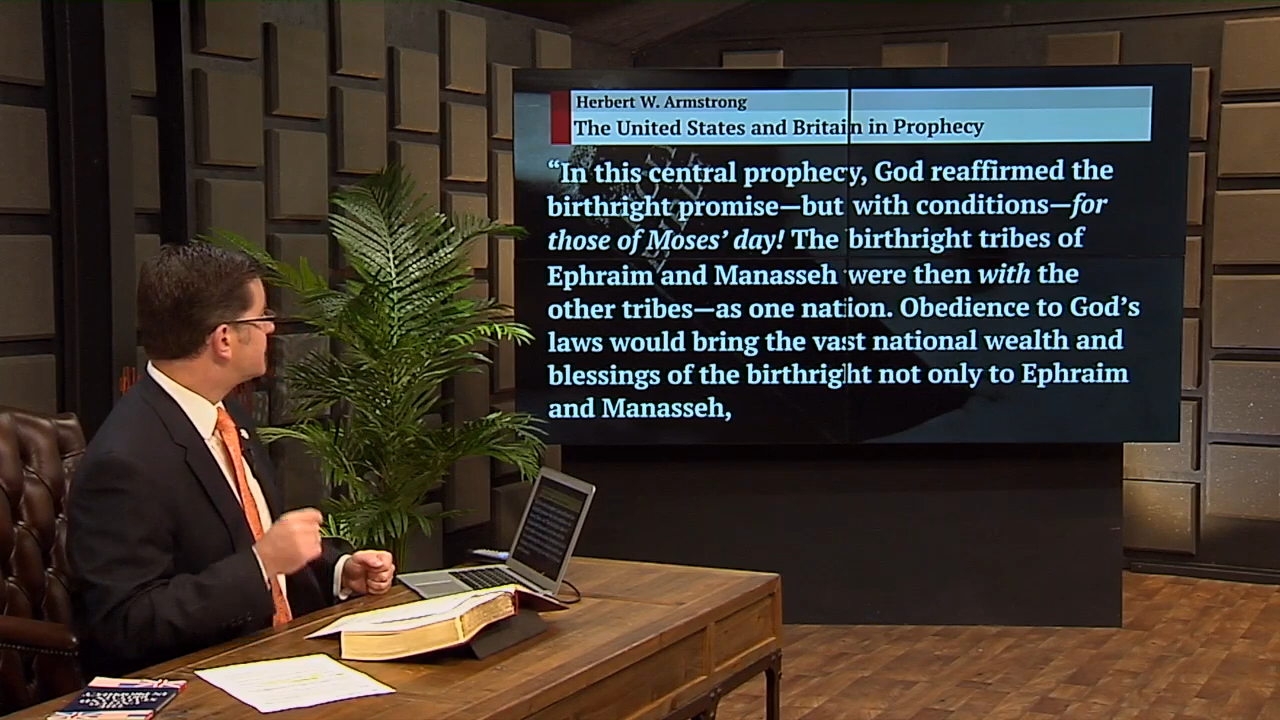 Herbert W. Armstrong
The United States and Britain in Prophecy
“In this central prophecy, God reaffirmed the
birthright promise—but with conditions—for
those of Moses’ day! The birthright tribes of
Ephraim and Manasseh were then with the
other tribes—as one nation. Obedience to God’s
laws would bring the vast national wealth and
blessings of the birthright not only to Ephraim
and Manasseh,